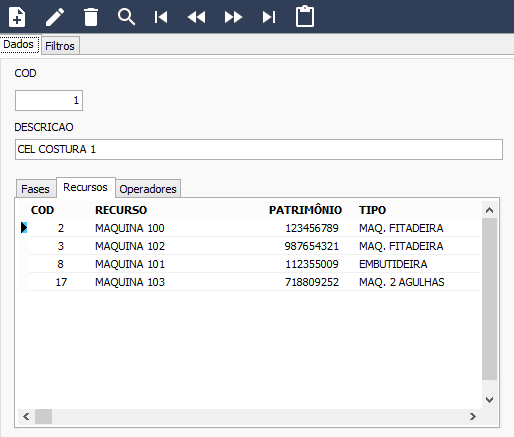 Dados Filtros
COD
1
DESCRICAO
CEL COSTURA 1
Fases Recursos Operadores
COD RECURSO PATRIMÔNIO TIPO
2 MAQUINA 100 123456789 MAQ. FITADEIRA
3 MAQUINA 102 987654321 MAQ. FITADEIRA
8 MAQUINA 101 112355009 EMBUTIDEIRA
17 MAQUINA 103 718809252 MAQ. 2 AGULHAS